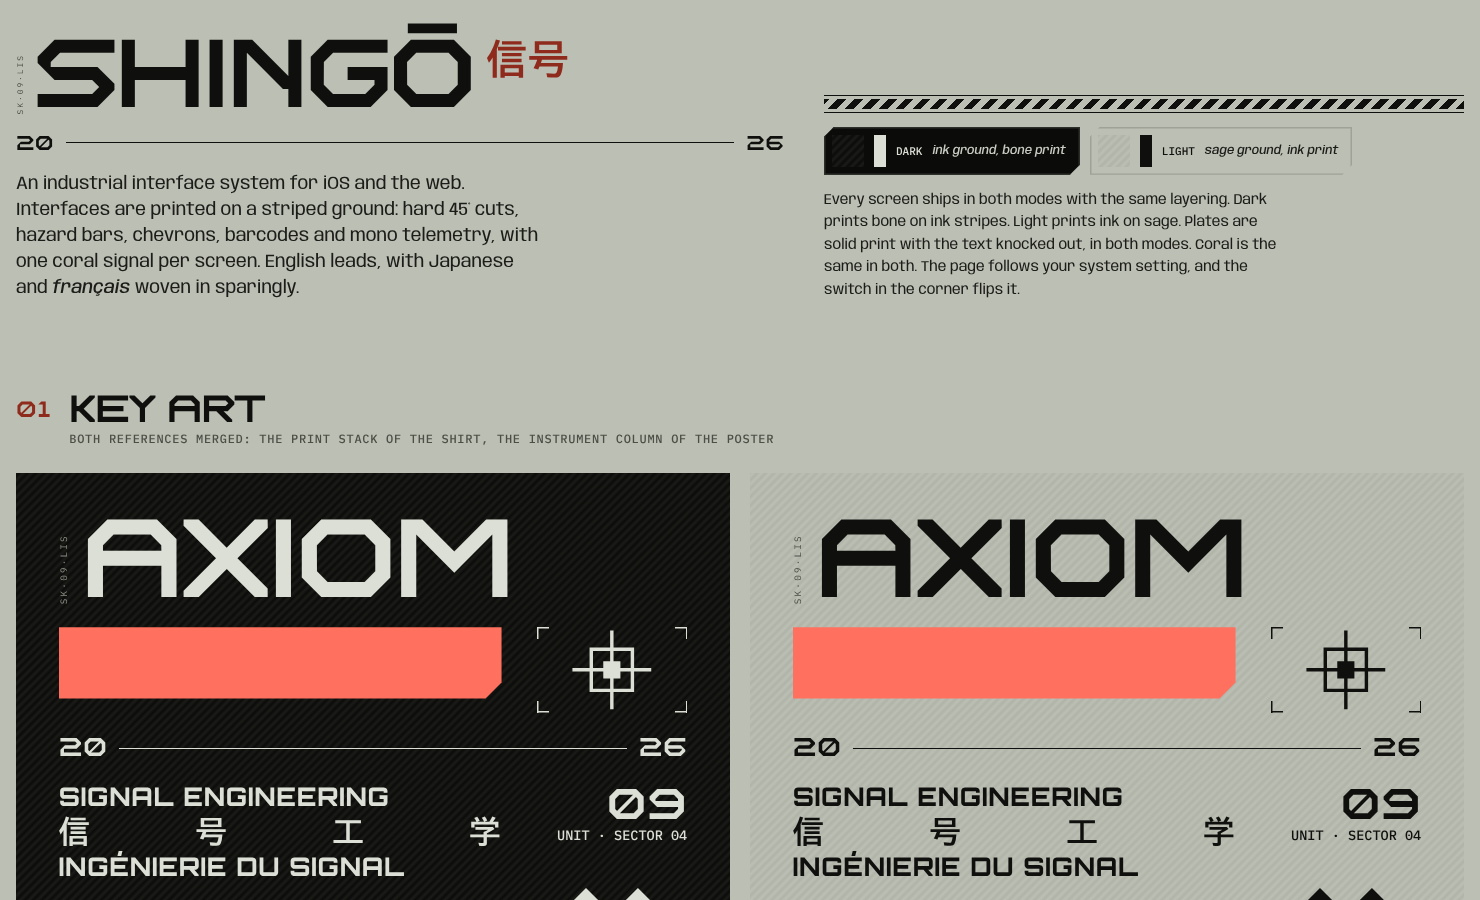 SK·09·LIS
SHINGŌ 信号
20 26
An industrial interface system for iOS and the web.
Interfaces are printed on a striped ground: hard 45° cuts,
hazard bars, chevrons, barcodes and mono telemetry, with
one coral signal per screen. English leads, with Japanese
and français woven in sparingly.
DARK ink ground, bone print
LIGHT sage ground, ink print
Every screen ships in both modes with the same layering. Dark
prints bone on ink stripes. Light prints ink on sage. Plates are
solid print with the text knocked out, in both modes. Coral is the
same in both. The page follows your system setting, and the
switch in the corner flips it.
01 KEY ART
BOTH REFERENCES MERGED: THE PRINT STACK OF THE SHIRT, THE INSTRUMENT COLUMN OF THE POSTER
SK·09·LIS
AXIOM
20 26
SIGNAL ENGINEERING
信号工学
INGÉNIERIE DU SIGNAL
09
UNIT · SECTOR 04
SK·09·LIS
AXIOM
20 26
SIGNAL ENGINEERING
信号工学
INGÉNIERIE DU SIGNAL
09
UNIT · SECTOR 04